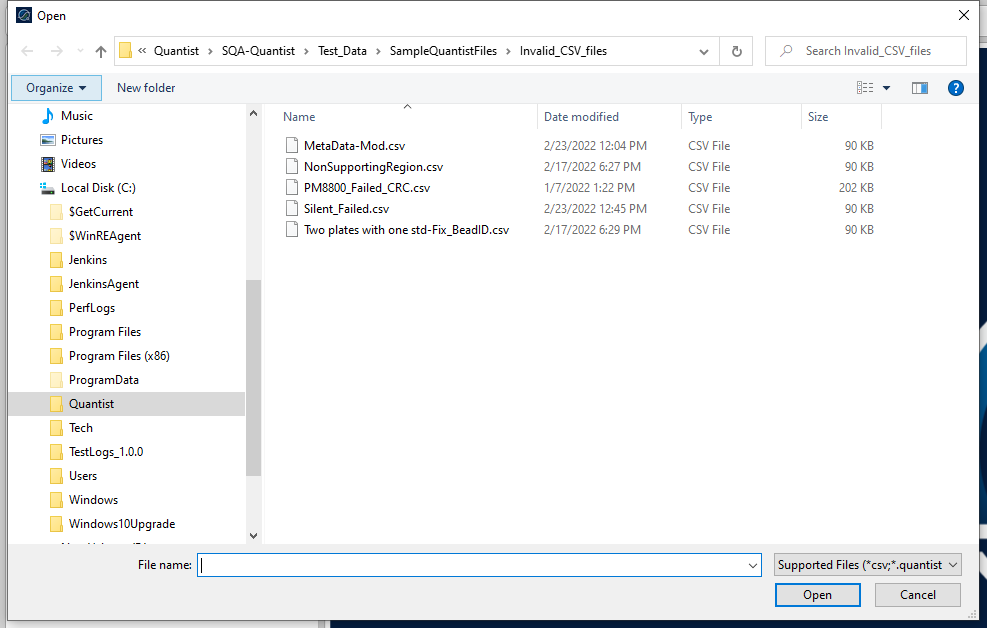 Open
« Quantist > SQA-Quantist > Test_Data > SampleQuantistFiles > Invalid_CSV_files
Search Invalid_CSV_files
Organize
New folder
?
Music
Pictures
Videos
Local Disk (C:)
$GetCurrent
$WinREAgent
Jenkins
JenkinsAgent
PerfLogs
Program Files
Program Files (x86)
ProgramData
Quantist
Tech
TestLogs_1.0.0
Users
Windows
Windows10Upgrade
Name Date modified Type Size
MetaData-Mod.csv 2/23/2022 12:04 PM CSV File 90 KB
NonSupportingRegion.csv 2/17/2022 6:27 PM CSV File 90 KB
PM8800_Failed_CRC.csv 1/7/2022 1:22 PM CSV File 202 KB
Silent_Failed.csv 2/23/2022 12:45 PM CSV File 90 KB
Two plates with one std-Fix_BeadID.csv 2/17/2022 6:29 PM CSV File 90 KB
File name:
Supported Files (*csv;*.quantist
Open
Cancel